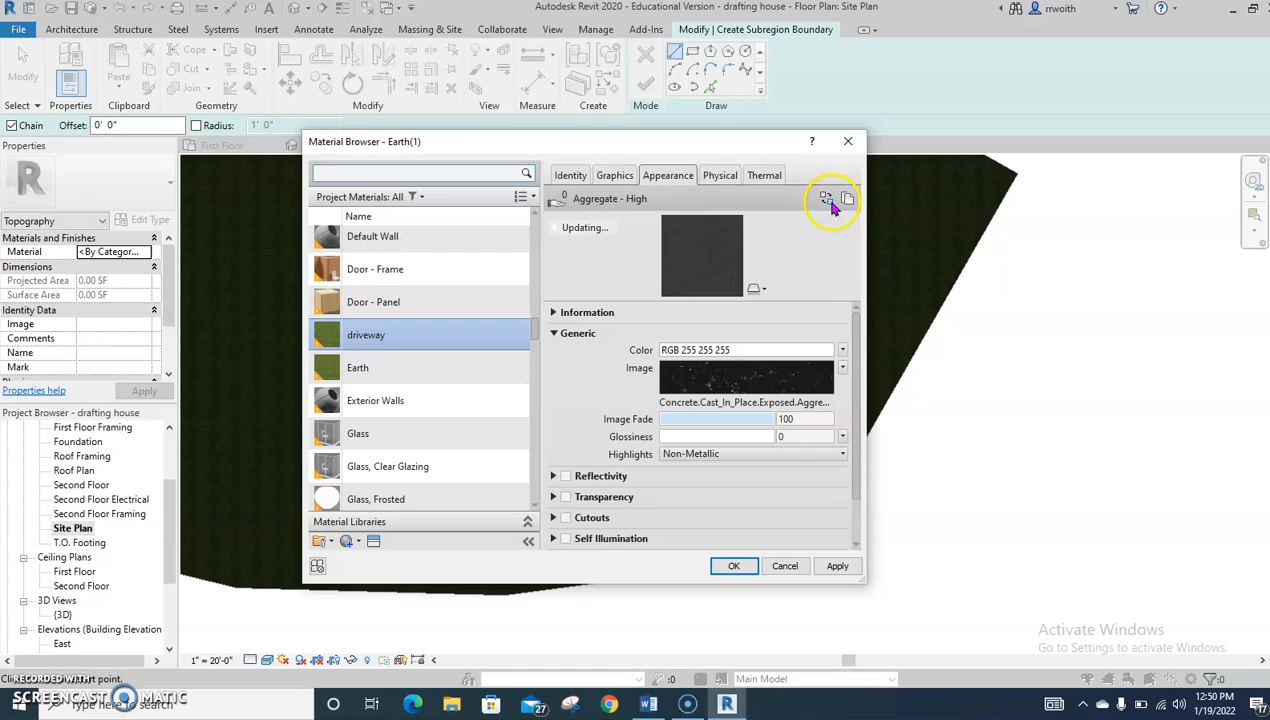 Autodesk Revit 2020 - Educational Version - drafting house - Floor Plan: Site Plan
rrwoith
File Architecture Structure Steel Systems Insert Annotate Analyze Massing & Site Collaborate View Manage Add-Ins Modify | Create Subregion Boundary
Modify Paste Cope Cut Join
Select Properties Clipboard Geometry Modify View Measure Create Mode Draw
Chain Offset: 0' 0" Radius: 1' 0"
Properties
First Floor
Topography Edit Type
Materials and Finishes
Material <By Categor...
Dimensions
Projected Area 0.00 SF
Surface Area 0.00 SF
Identity Data
Image
Comments
Name
Mark
Properties help Apply
Project Browser - drafting house
First Floor Framing
Foundation
Roof Framing
Roof Plan
Second Floor
Second Floor Electrical
Second Floor Framing
Site Plan
T.O. Footing
Ceiling Plans
First Floor
Second Floor
3D Views
{3D}
Elevations (Building Elevation
East
Material Browser - Earth(1)
Project Materials: All
Name
Default Wall
Door - Frame
Door - Panel
driveway
Earth
Exterior Walls
Glass
Glass, Clear Glazing
Glass, Frosted
Material Libraries
Identity Graphics Appearance Physical Thermal
0
Aggregate - High
Updating...
Information
Generic
Color RGB 255 255 255
Image
Concrete.Cast_In_Place.Exposed.Aggre...
Image Fade 100
Glossiness 0
Highlights Non-Metallic
Reflectivity
Transparency
Cutouts
Self Illumination
OK Cancel Apply
Activate Windows
Go to Settings to activate Windows.
1" = 20'-0"
:0 Main Model :0
RECORDED WITH
SCREENCAST MATIC
27
12:50 PM
1/19/2022
17